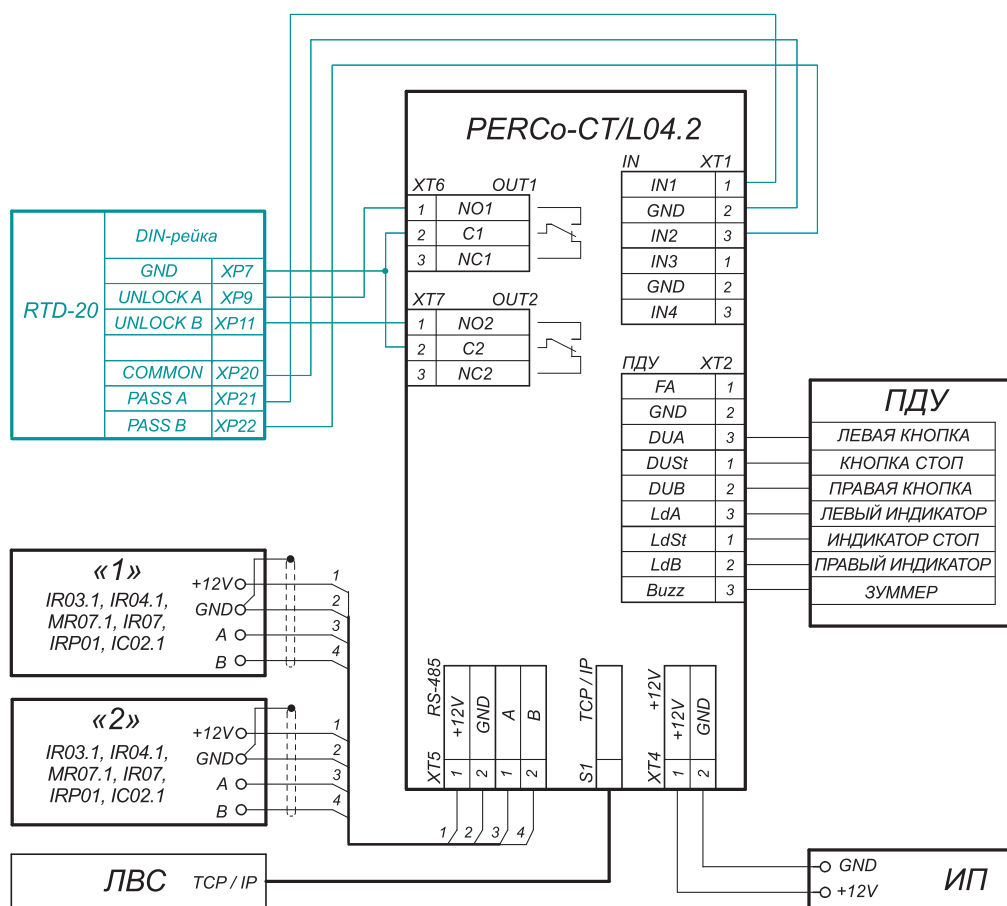 PERCo-CT/L04.2
IN XT1
IN1 1
GND 2
IN2 3
IN3 1
GND 2
IN4 3
XT6 OUT1
1 NO1
2 C1
3 NC1
XT7 OUT2
1 NO2
2 C2
3 NC2
RTD-20
DIN-рейка
GND XP7
UNLOCK A XP9
UNLOCK B XP11
COMMON XP20
PASS A XP21
PASS B XP22
ПДУ XT2
FA 1
GND 2
DUA 3
DUSt 1
DUB 2
LdA 3
LdSt 1
LdB 2
Buzz 3
ПДУ
ЛЕВАЯ КНОПКА
КНОПКА СТОП
ПРАВАЯ КНОПКА
ЛЕВЫЙ ИНДИКАТОР
ИНДИКАТОР СТОП
ПРАВЫЙ ИНДИКАТОР
ЗУММЕР
«1»
IR03.1, IR04.1,
MR07.1, IR07,
IRP01, IC02.1
+12V 1
GND 2
A 3
B 4
«2»
IR03.1, IR04.1,
MR07.1, IR07,
IRP01, IC02.1
+12V 1
GND 2
A 3
B 4
XT5 RS-485
1 +12V
2 GND
1 A
2 B
1 2 3 4
S1 TCP / IP
XT4 +12V
1 +12V
2 GND
ЛВС TCP / IP
ИП
GND
+12V